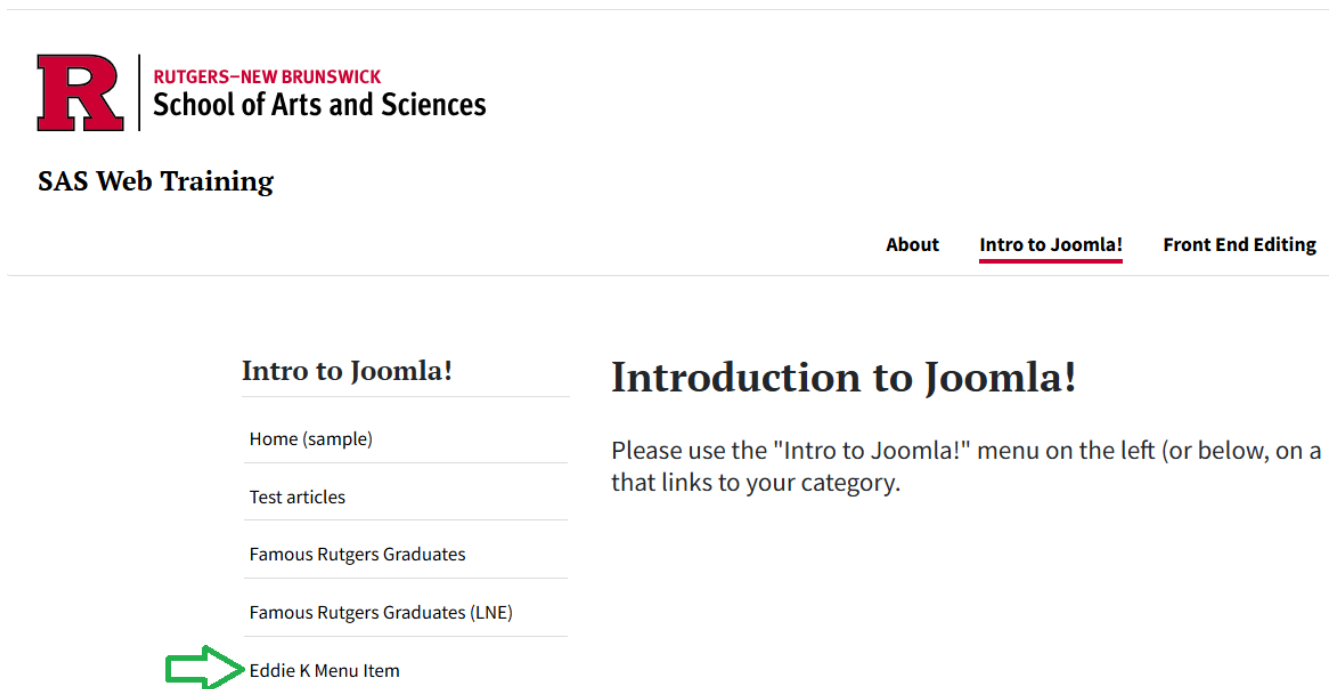 R
RUTGERS–NEW BRUNSWICK
School of Arts and Sciences
SAS Web Training
About Intro to Joomla! Front End Editing
Intro to Joomla!
Home (sample)
Test articles
Famous Rutgers Graduates
Famous Rutgers Graduates (LNE)
Eddie K Menu Item
Introduction to Joomla!
Please use the "Intro to Joomla!" menu on the left (or below, on a
that links to your category.